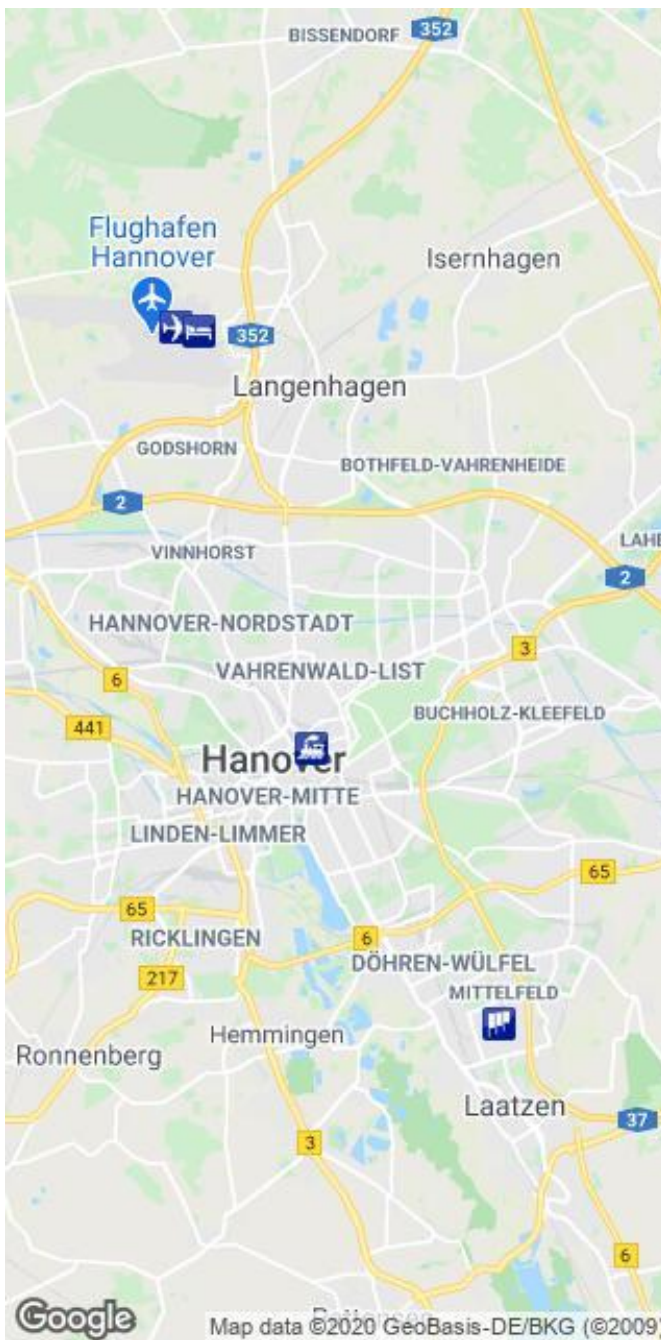 BISSENDORF
352
Flughafen
Hannover
Isernhagen
352
Langenhagen
GODSHORN
BOTHFELD-VAHRENHEIDE
2
LAHE
VINNHORST
2
HANNOVER-NORDSTADT
3
VAHRENWALD-LIST
6
BUCHHOLZ-KLEEFELD
441
Hanover
HANOVER-MITTE
LINDEN-LIMMER
65
65
RICKLINGEN
6
DÖHREN-WÜLFEL
217
MITTELFELD
Hemmingen
Ronnenberg
Laatzen
37
3
6
Google
Map data ©2020 GeoBasis-DE/BKG (©2009)